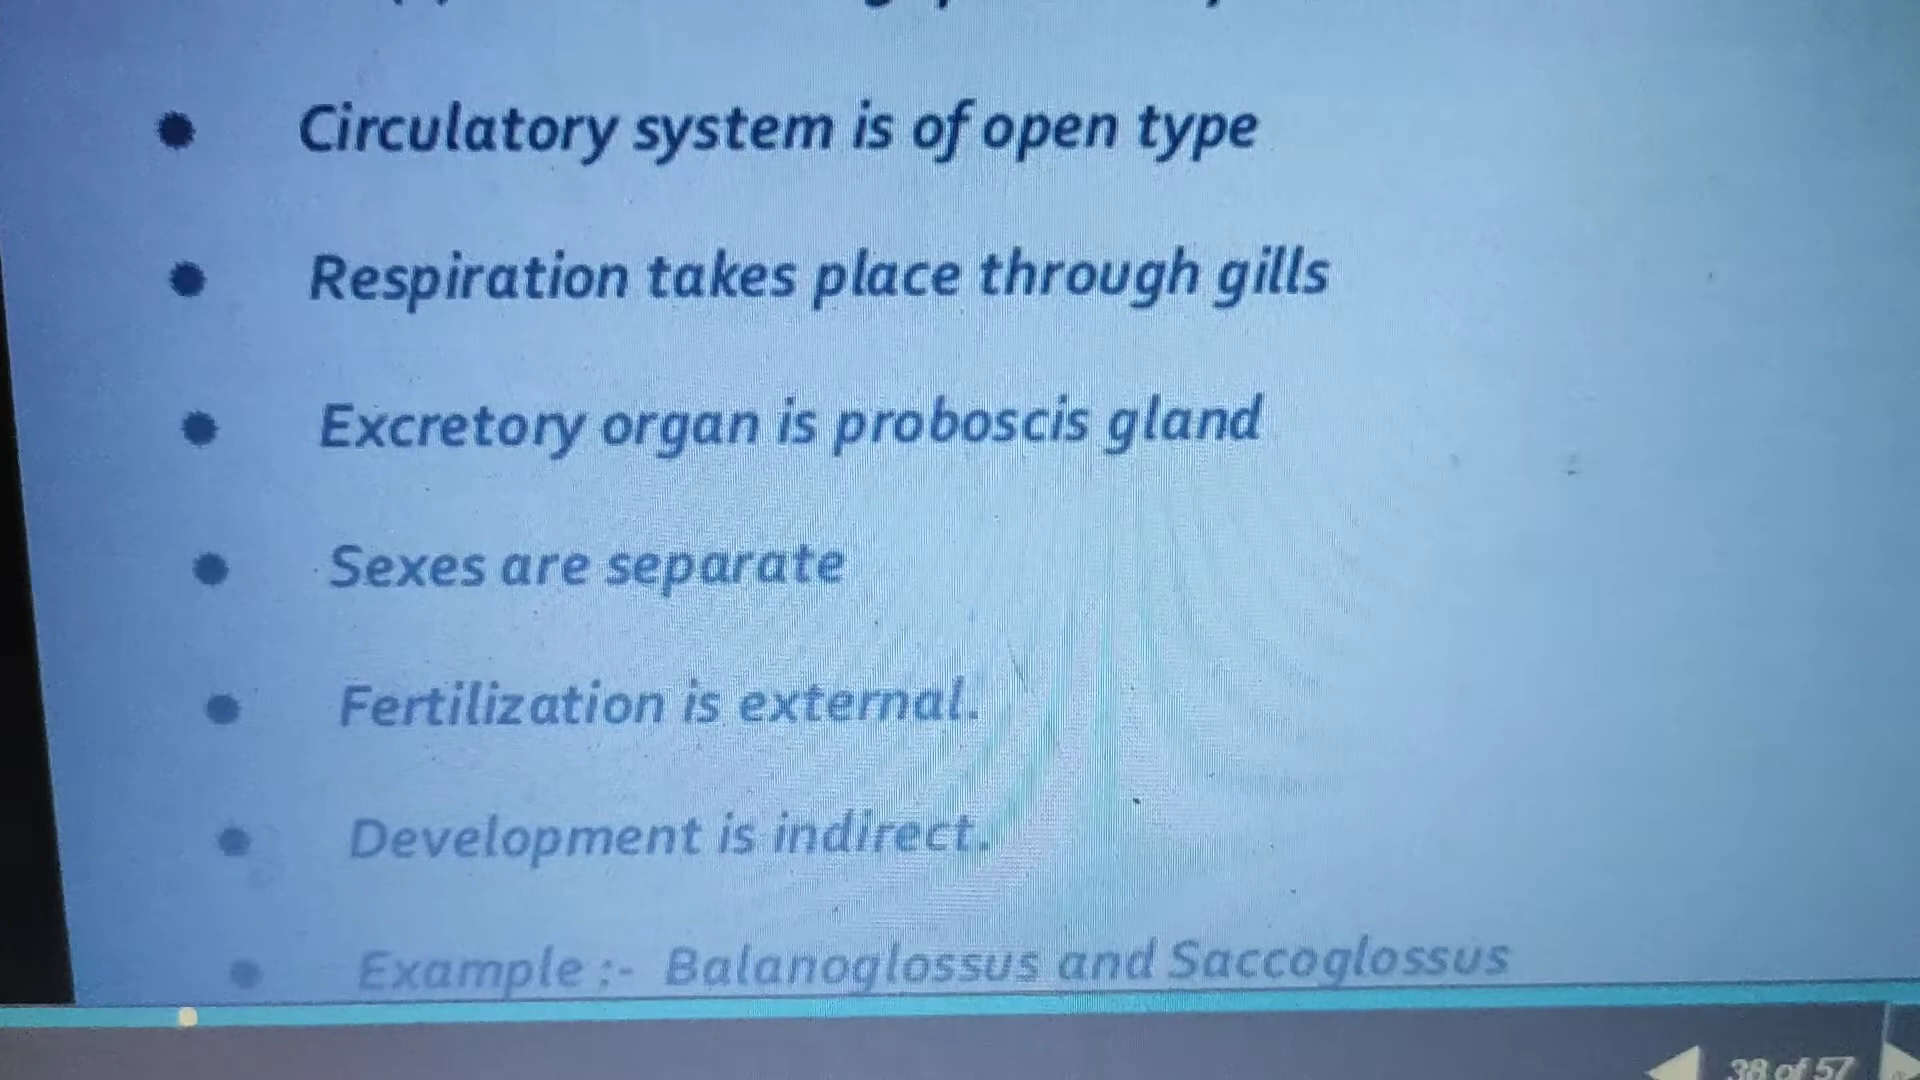 Circulatory system is of open type
Respiration takes place through gills
Excretory organ is proboscis gland
Sexes are separate
Fertilization is external.
Development is indirect.
Example :- Balanoglossus and Saccoglossus
38 of 57